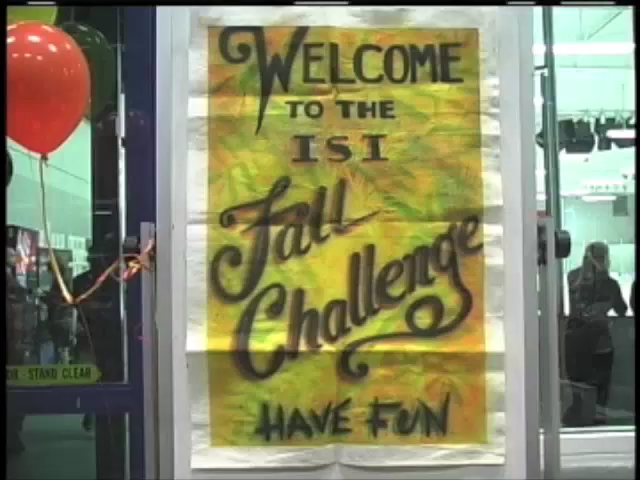 WELCOME
TO THE
ISI
Fall
Challenge
HAVE FUN
- STAND CLEAR